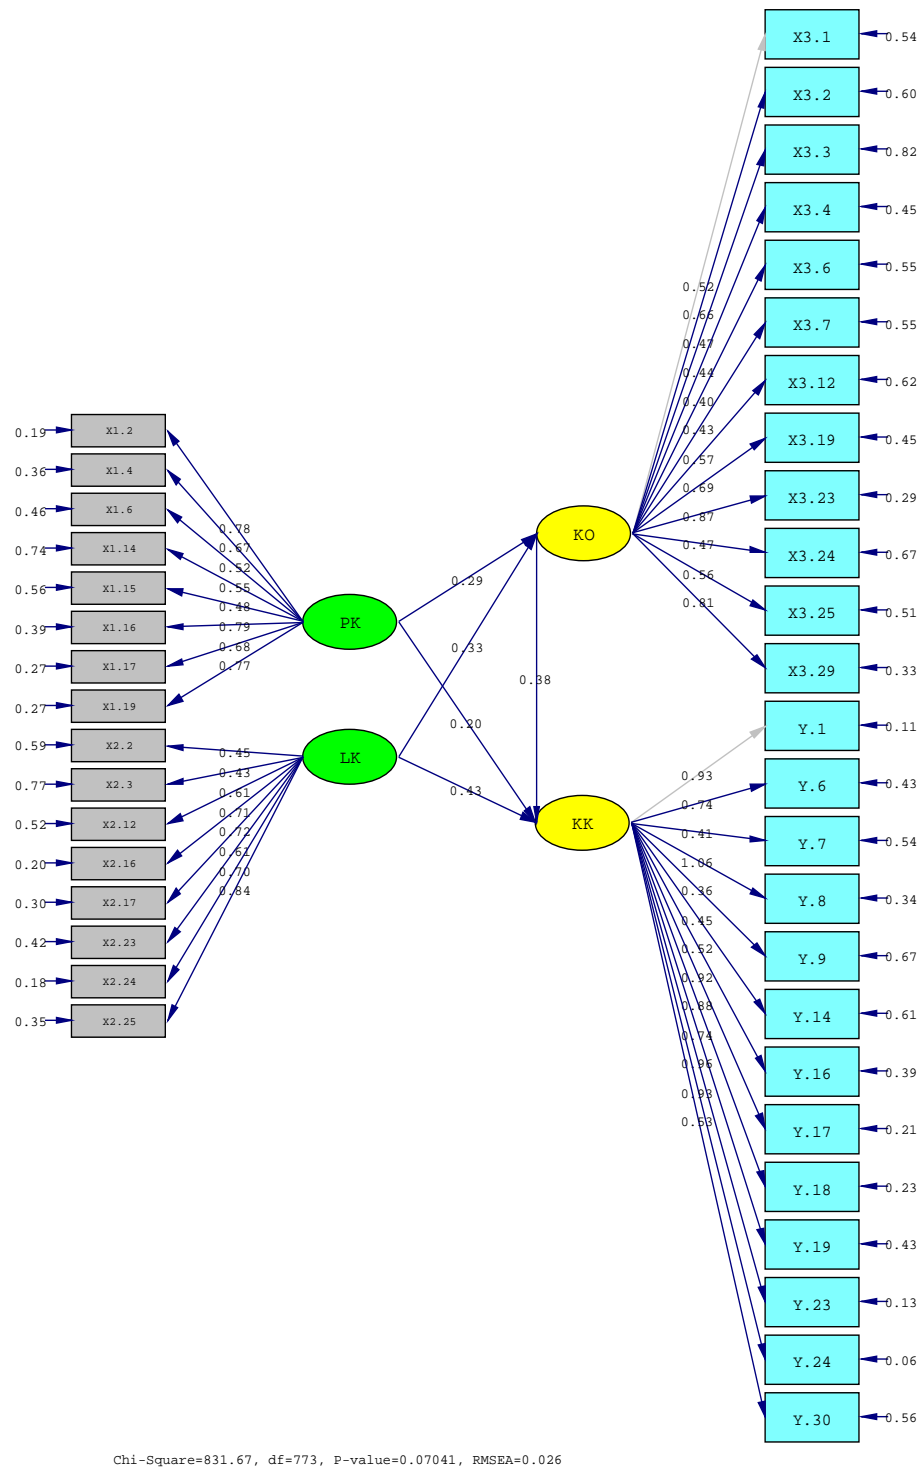 X3.1 0.54
X3.2 0.60
X3.3 0.82
X3.4 0.45
X3.6 0.55
X3.7 0.55
X3.12 0.62
X3.19 0.45
X3.23 0.29
X3.24 0.67
X3.25 0.51
X3.29 0.33
0.52
0.66
0.47
0.44
0.40
0.43
0.57
0.69
0.87
0.47
0.56
0.81
0.19 X1.2
0.36 X1.4
0.46 X1.6
0.74 X1.14
0.56 X1.15
0.39 X1.16
0.27 X1.17
0.27 X1.19
0.59 X2.2
0.77 X2.3
0.52 X2.12
0.20 X2.16
0.30 X2.17
0.42 X2.23
0.18 X2.24
0.35 X2.25
0.78
0.67
0.52
0.55
0.48
0.79
0.68
0.77
0.45
0.43
0.61
0.71
0.72
0.61
0.70
0.84
PK
LK
KO
KK
0.29
0.33
0.38
0.20
0.43
Y.1 0.11
Y.6 0.43
Y.7 0.54
Y.8 0.34
Y.9 0.67
Y.14 0.61
Y.16 0.39
Y.17 0.21
Y.18 0.23
Y.19 0.43
Y.23 0.13
Y.24 0.06
Y.30 0.56
0.93
0.74
0.41
1.06
0.36
0.45
0.52
0.92
0.88
0.74
0.96
0.93
0.53
Chi-Square=831.67, df=773, P-value=0.07041, RMSEA=0.026